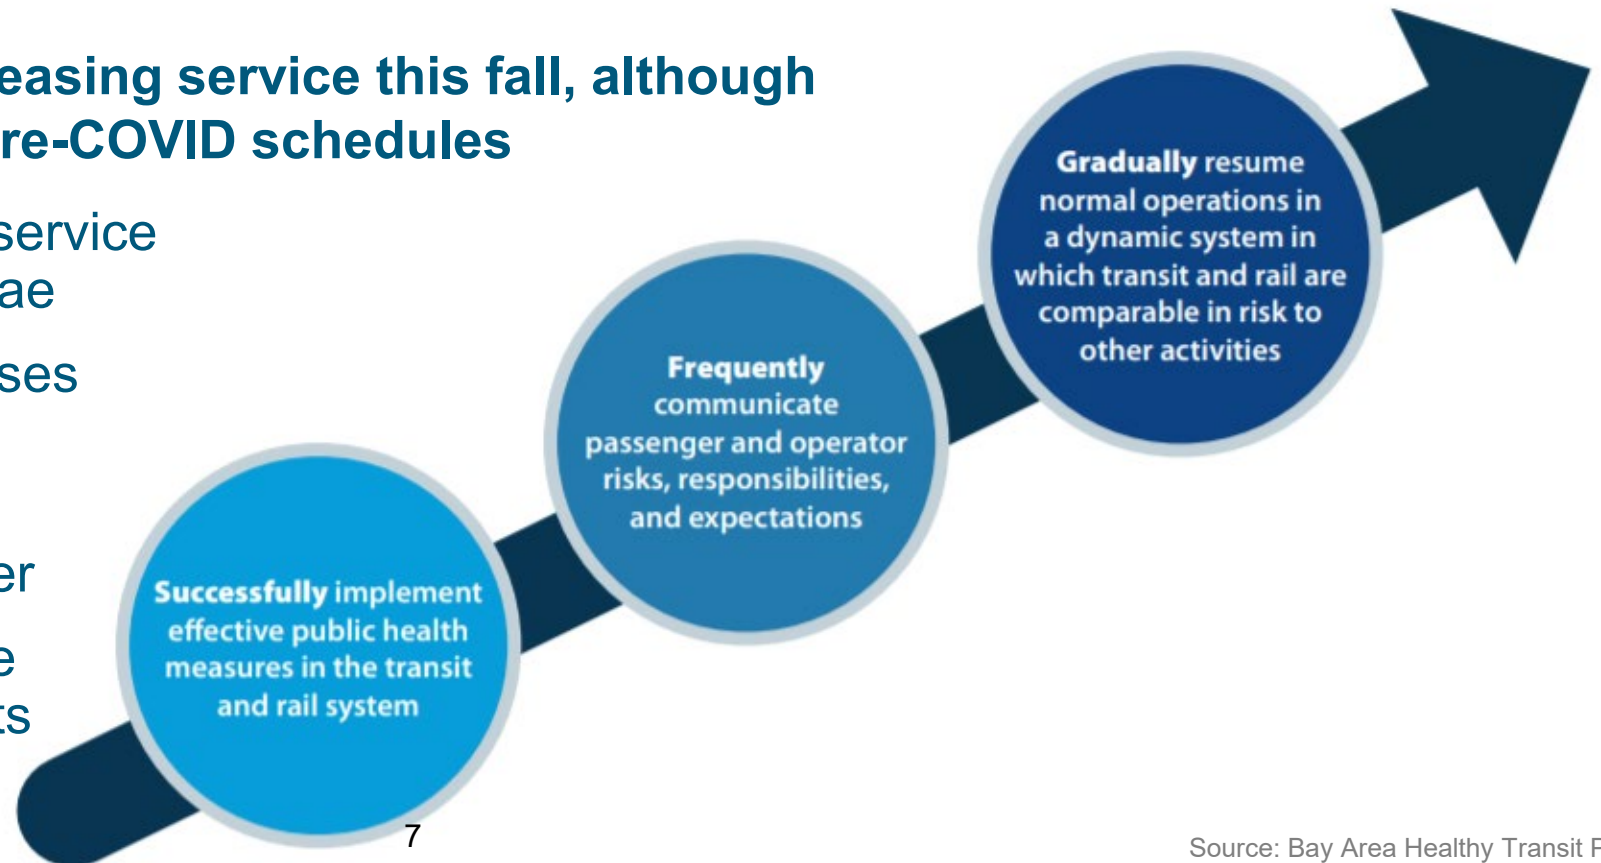 easing service this fall, although
re-COVID schedules
service
ae
ses
er
e
ts
Successfully implement
effective public health
measures in the transit
and rail system
Frequently
communicate
passenger and operator
risks, responsibilities,
and expectations
Gradually resume
normal operations in
a dynamic system in
which transit and rail are
comparable in risk to
other activities
7
Source: Bay Area Healthy Transit P